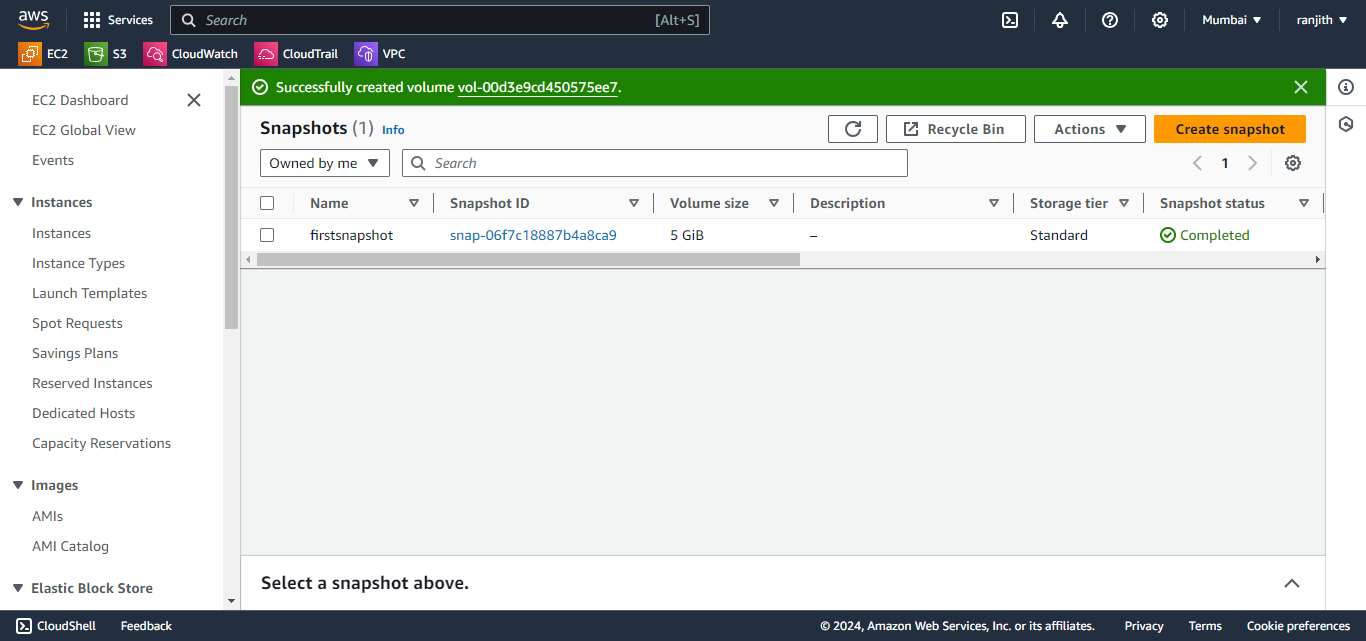 aws Services Search [Alt+S] Mumbai ranjith
EC2 S3 CloudWatch CloudTrail VPC
EC2 Dashboard
EC2 Global View
Events
Instances
Instances
Instance Types
Launch Templates
Spot Requests
Savings Plans
Reserved Instances
Dedicated Hosts
Capacity Reservations
Images
AMIs
AMI Catalog
Elastic Block Store
Successfully created volume vol-00d3e9cd450575ee7.
Snapshots (1) Info Recycle Bin Actions Create snapshot
Owned by me Search 1
Name Snapshot ID Volume size Description Storage tier Snapshot status
firstsnapshot snap-06f7c18887b4a8ca9 5 GiB – Standard Completed
Select a snapshot above.
CloudShell Feedback © 2024, Amazon Web Services, Inc. or its affiliates. Privacy Terms Cookie preferences